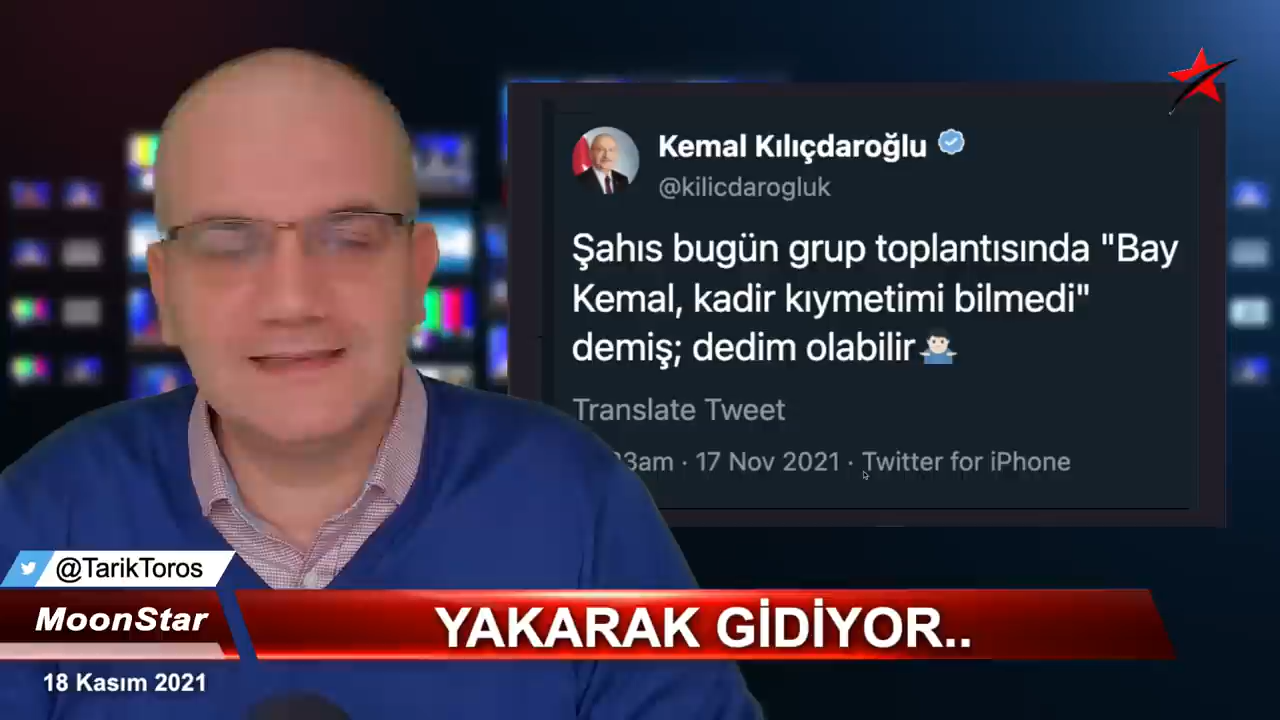 Kemal Kılıçdaroğlu
@kilicdarogluk
Şahıs bugün grup toplantısında "Bay
Kemal, kadir kıymetimi bilmedi"
demiş; dedim olabilir🤷🏻‍♂️
Translate Tweet
3am · 17 Nov 2021 · Twitter for iPhone
@TarikToros
MoonStar
YAKARAK GİDİYOR..
18 Kasım 2021